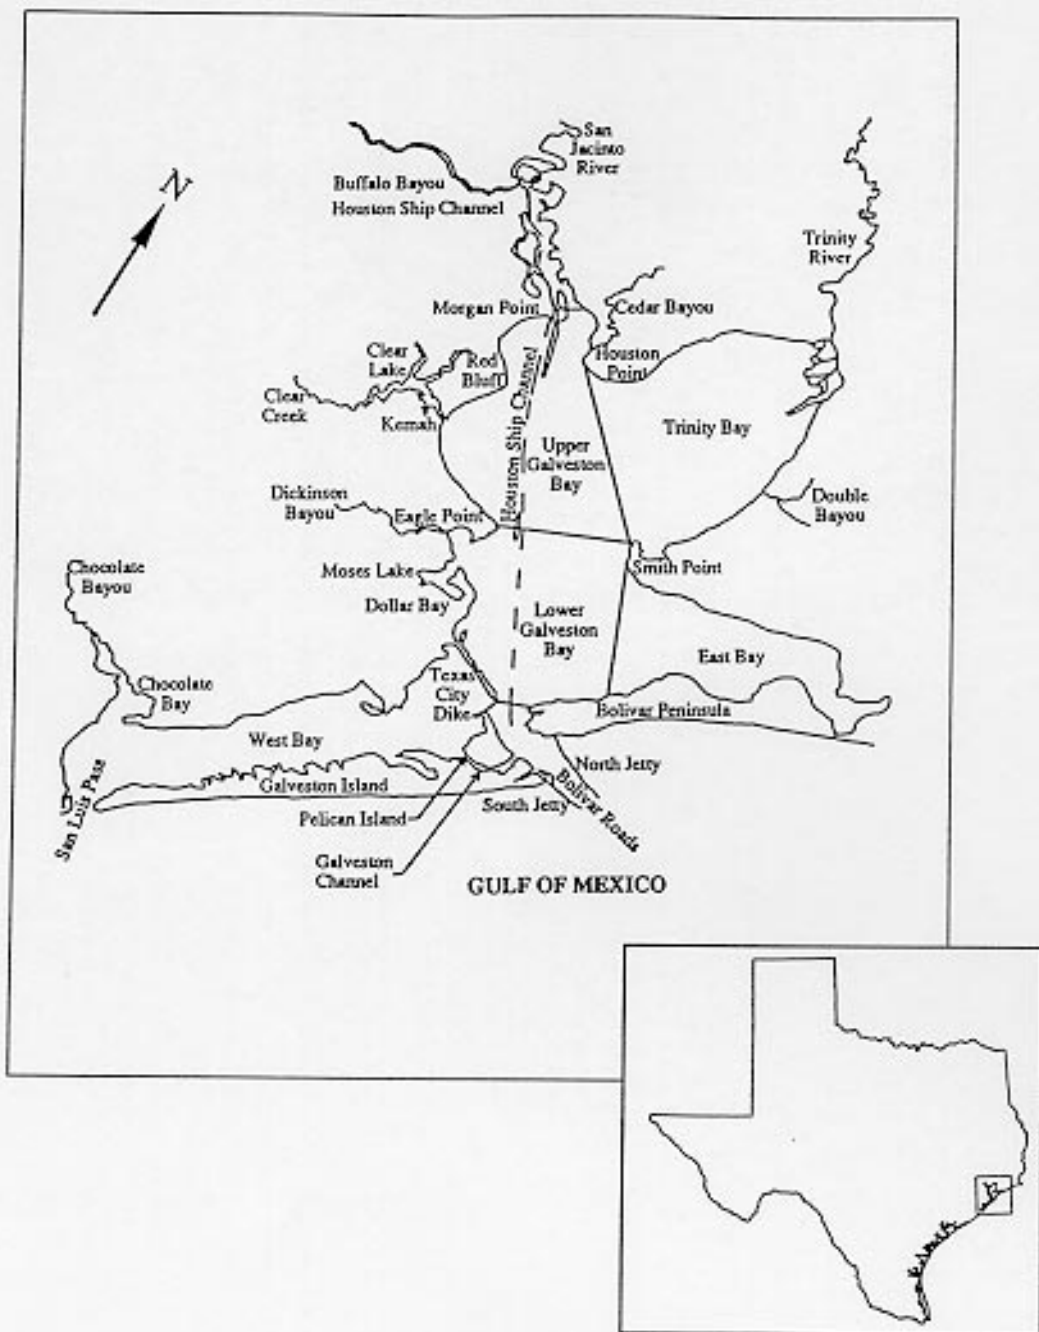 San
Jacinto
River
N
Buffalo Bayou
Houston Ship Channel
Trinity
River
Morgan Point
Cedar Bayou
Clear
Lake
Red
Bluff
Houston
Point
Clear
Creek
Kemah
Houston Ship Channel
Trinity Bay
Upper
Galveston
Bay
Dickinson
Bayou
Eagle Point
Double
Bayou
Chocolate
Bayou
Moses Lake
Smith Point
Dollar Bay
Lower
Galveston
Bay
East Bay
Chocolate
Bay
Texas
City
Dike
Bolivar Peninsula
West Bay
North Jetty
Galveston Island
San Luis Pass
Pelican Island
South Jetty
Bolivar Roads
Galveston
Channel
GULF OF MEXICO